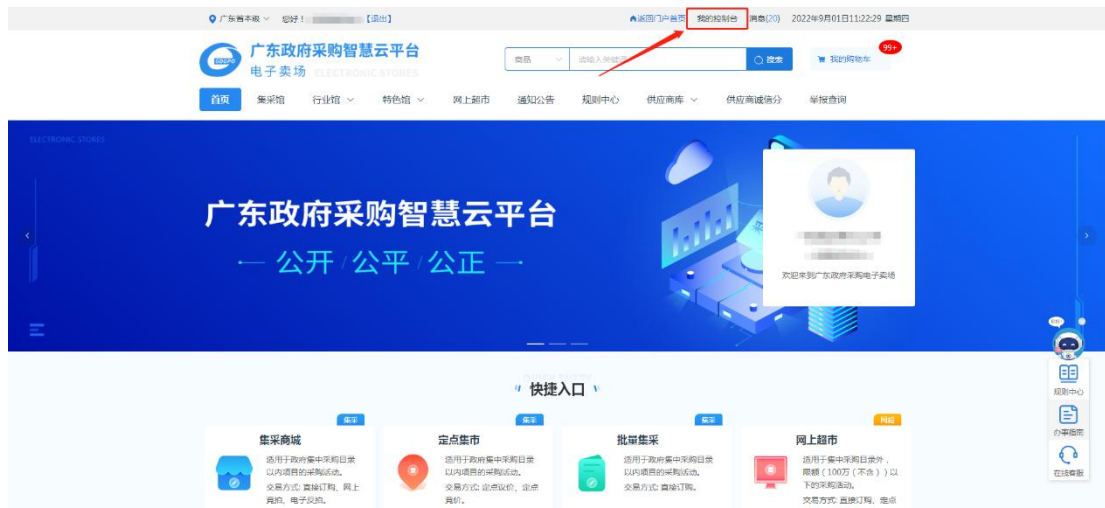 广东省本级 您好！ 【退出】 返回门户首页 我的控制台 消息(20) 2022年9月01日11:22:29 星期四
GDGPO 广东政府采购智慧云平台
电子卖场 ELECTRONIC STORES
商品 请输入关键词 搜索 我的购物车 99+
首页 集采馆 行业馆 特色馆 网上超市 通知公告 规则中心 供应商库 供应商诚信分 举报查询
ELECTRONIC STORES
广东政府采购智慧云平台
公开/公平/公正
欢迎来到广东政府采购电子卖场
规则中心
办事指南
在线客服
快捷入口
集采
集采商城
适用于政府集中采购目录
以内项目的采购活动。
交易方式: 直接订购、网上
竞拍、电子反拍。
集采
定点集市
适用于政府集中采购目录
以内项目的采购活动。
交易方式: 定点议价、定点
竞价。
集采
批量集采
适用于政府集中采购目录
以内项目的采购活动。
交易方式: 直接订购。
网超
网上超市
适用于集中采购目录外，
限额（100万（不含））以
下的采购活动。
交易方式: 直接订购、定点